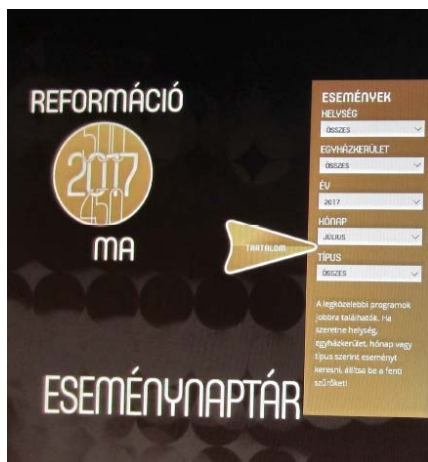 REFORMÁCIÓ
2017
MA
TARTALOM
ESEMÉNYNAPTÁR
ESEMÉNYEK
HELYSÉG
ÖSSZES
EGYHÁZKERÜLET
ÖSSZES
ÉV
2017
HÓNAP
JÚLIUS
TÍPUS
ÖSSZES
A legközelebbi programok
jobbra találhatók. Ha
szeretne helység,
egyházkerület, hónap vagy
típus szerint eseményt
keresni, állítsa be a fenti
szűrőket!